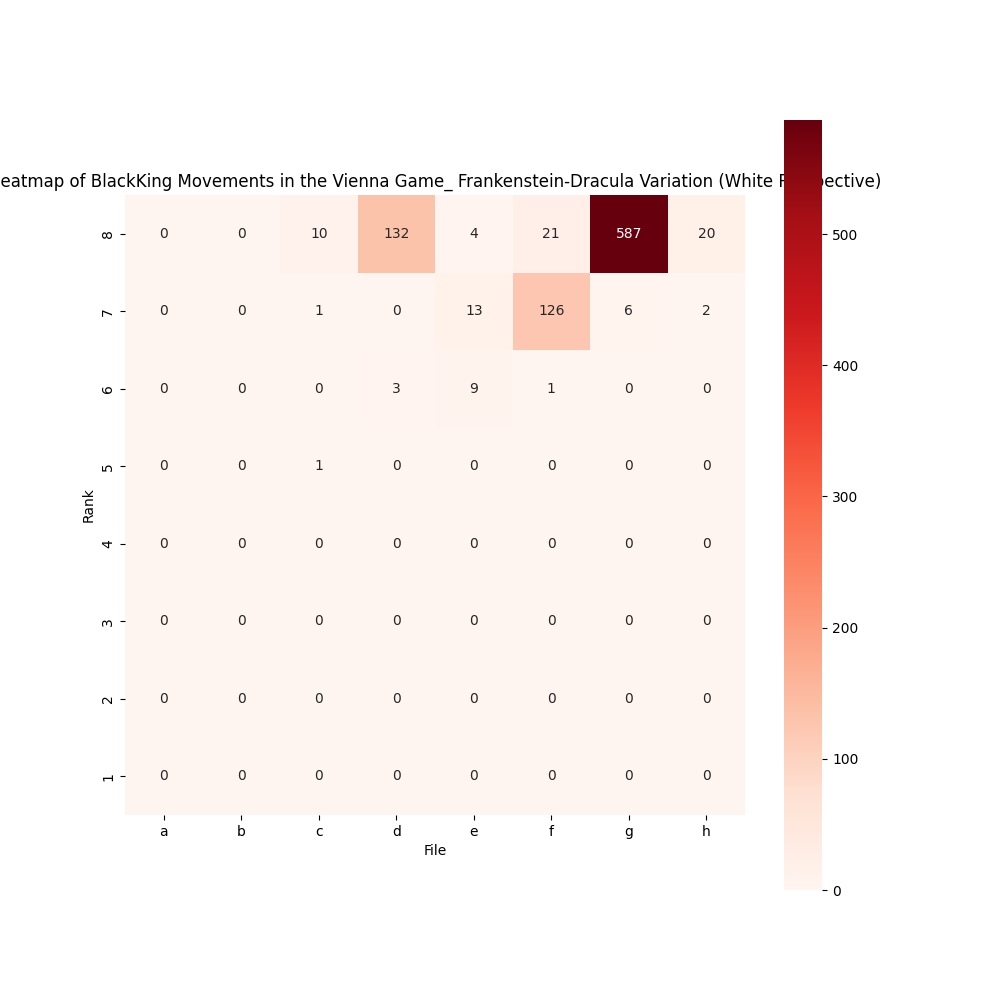 eatmap of BlackKing Movements in the Vienna Game_ Frankenstein-Dracula Variation (White pective)
8 0 0 10 132 4 21 587 20
7 0 0 1 0 13 126 6 2
6 0 0 0 3 9 1 0 0
5 0 0 1 0 0 0 0 0
4 0 0 0 0 0 0 0 0
3 0 0 0 0 0 0 0 0
2 0 0 0 0 0 0 0 0
1 0 0 0 0 0 0 0 0
a b c d e f g h
File
Rank
500
400
300
200
100
0